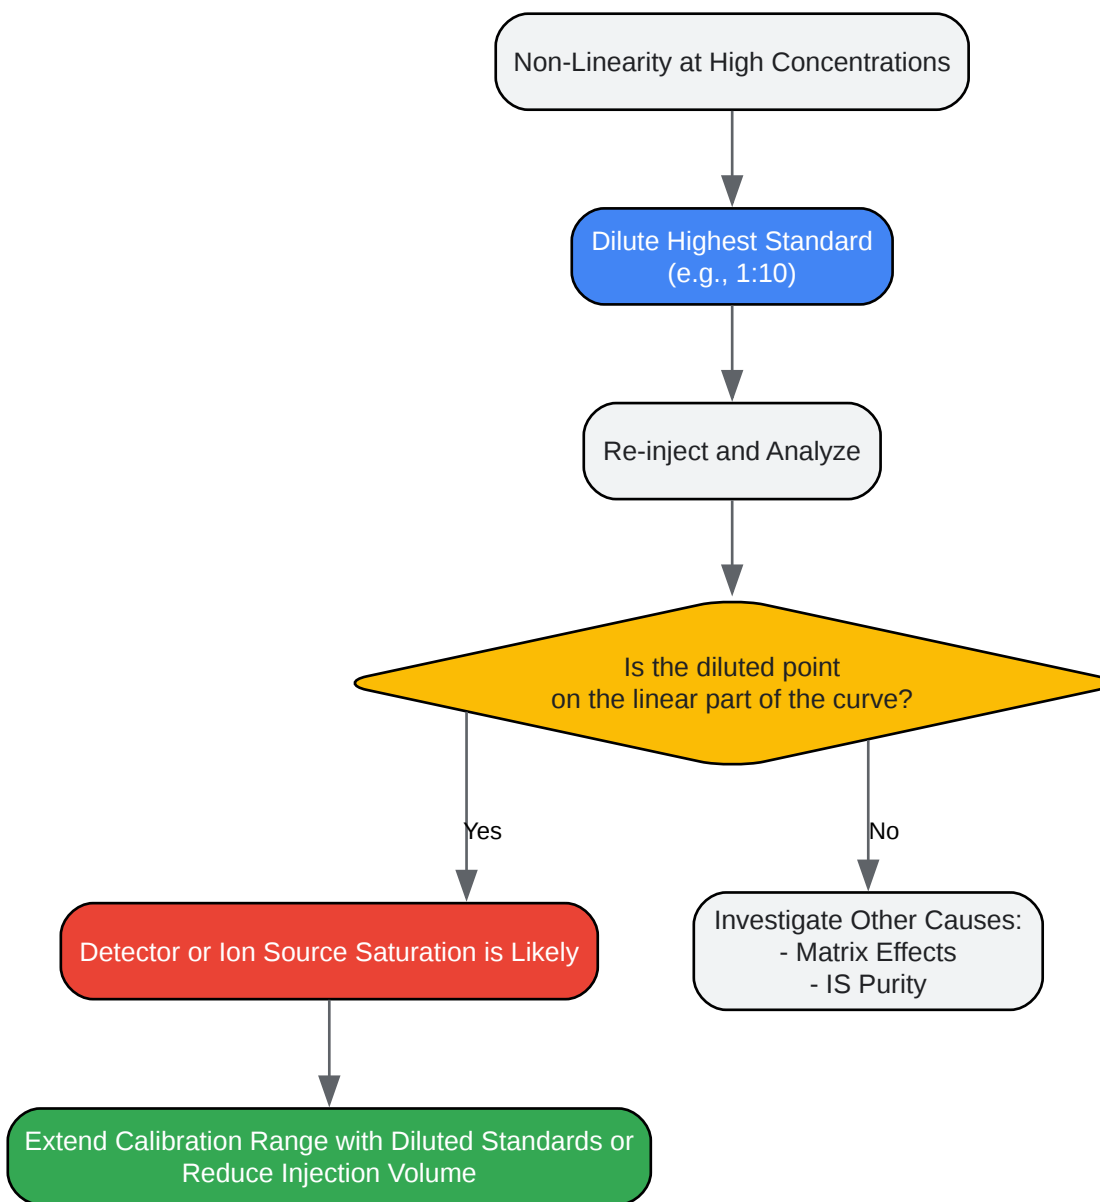 Non-Linearity at High Concentrations
Dilute Highest Standard
(e.g., 1:10)
Re-inject and Analyze
Is the diluted point
on the linear part of the curve?
Yes
No
Detector or Ion Source Saturation is Likely
Investigate Other Causes:
- Matrix Effects
- IS Purity
Extend Calibration Range with Diluted Standards or
Reduce Injection Volume